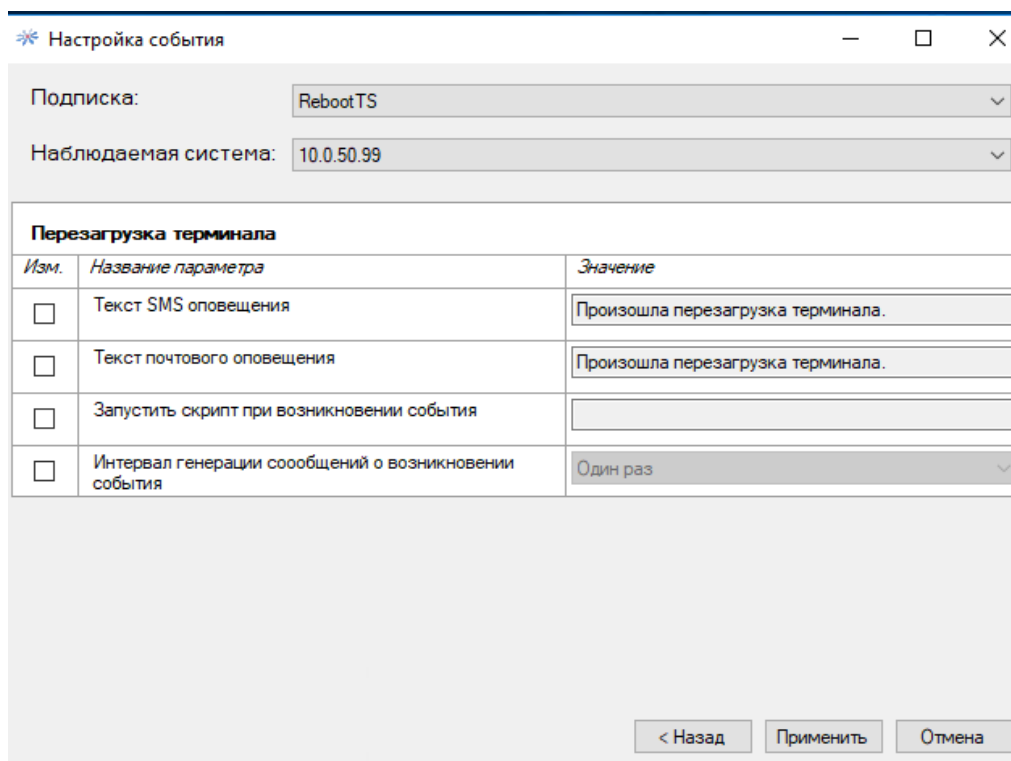 Настройка события
Подписка: RebootTS
Наблюдаемая система: 10.0.50.99
Перезагрузка терминала
Изм. Название параметра Значение
Текст SMS оповещения Произошла перезагрузка терминала.
Текст почтового оповещения Произошла перезагрузка терминала.
Запустить скрипт при возникновении события
Интервал генерации соообщений о возникновении Один раз
события
< Назад Применить Отмена